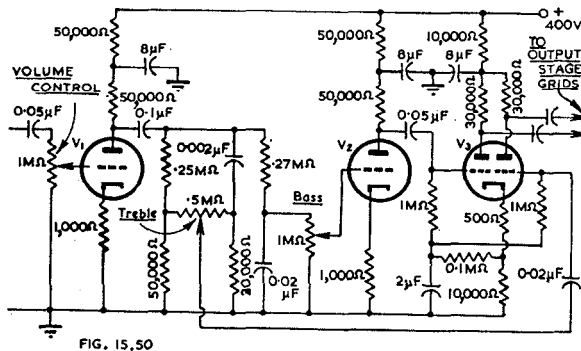 50,000Ω
8μF
50,000Ω
10,000Ω
+
400V
VOLUME
CONTROL
50,000Ω
0.1μF
8μF
8μF
50,000Ω
30,000Ω
30,000Ω
TO
OUTPUT
STAGE
GRIDS
0.05μF
V1
0.002μF
0.05μF
V2
V3
1MΩ
.25MΩ
.27MΩ
Bass
.5MΩ
Treble
1MΩ
1MΩ
500Ω
1MΩ
1,000Ω
50,000Ω
20,000Ω
0.02
μF
1,000Ω
0.1MΩ
2μF
10,000Ω
0.02μF
FIG. 15.50